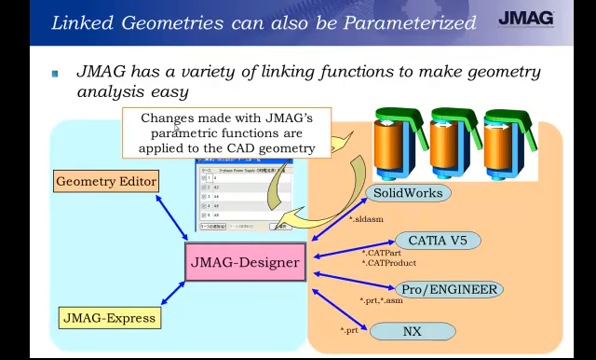 Linked Geometries can also be Parameterized
JMAG
JMAG has a variety of linking functions to make geometry
analysis easy
Changes made with JMAG's
parametric functions are
applied to the CAD geometry
Geometry Editor
SolidWorks
*.sldasm
CATIA V5
*.CATPart
*.CATProduct
JMAG-Designer
Pro/ENGINEER
*.prt,*.asm
JMAG-Express
*.prt
NX